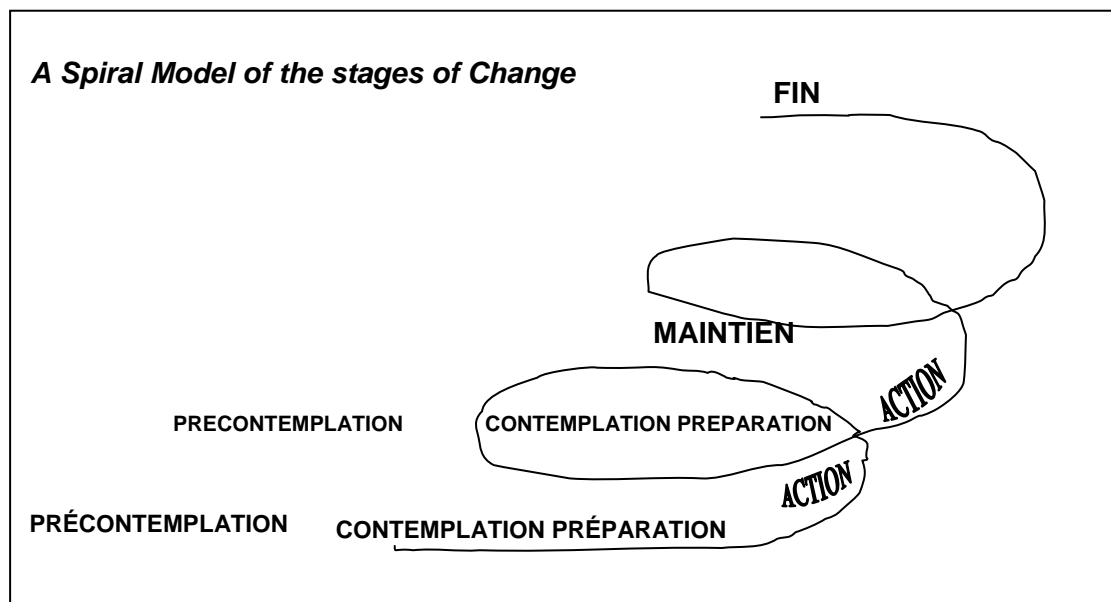 A Spiral Model of the stages of Change
FIN
MAINTIEN
ACTION
PRECONTEMPLATION CONTEMPLATION PREPARATION
ACTION
PRÉCONTEMPLATION CONTEMPLATION PRÉPARATION